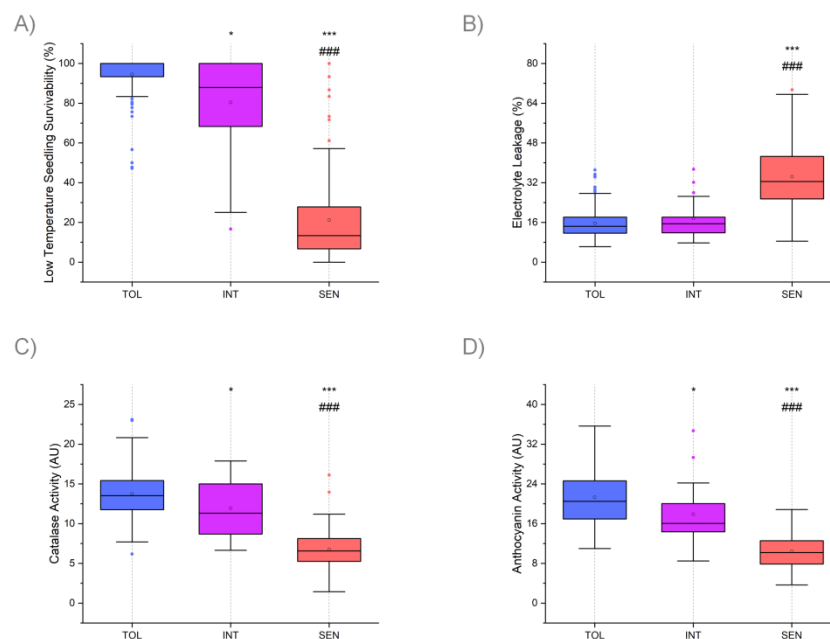 A)
Low Temperature Seedling Survivability (%)
100
80
60
40
20
0
* ***
###
TOL INT SEN
B)
Electrolyte Leakage (%)
80
64
48
32
16
0
***
###
TOL INT SEN
C)
Catalase Activity (AU)
25
20
15
10
5
0
* ***
###
TOL INT SEN
D)
Anthocyanin Activity (AU)
40
32
24
16
8
0
* ***
###
TOL INT SEN